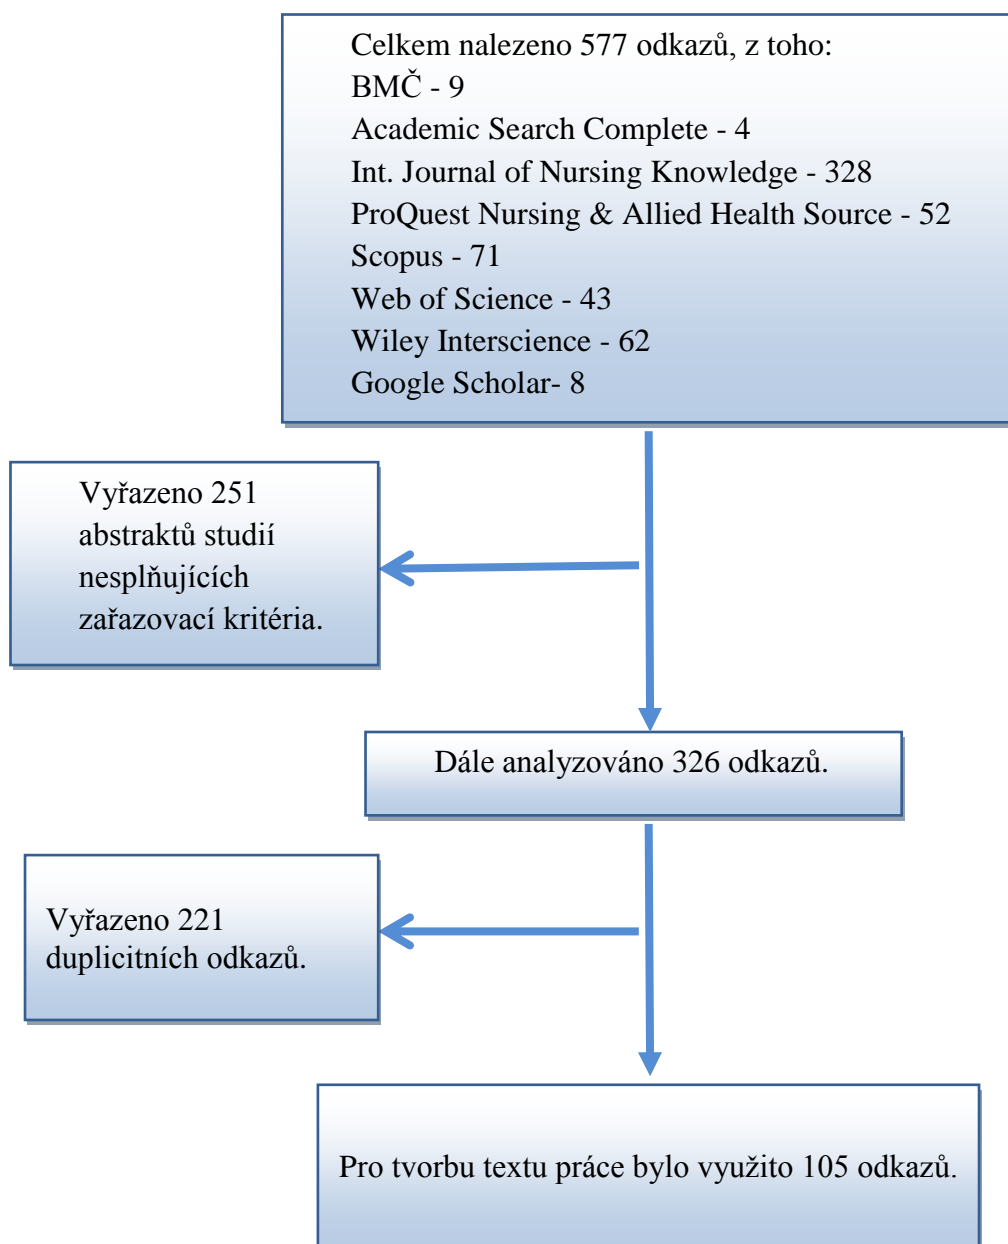 Celkem nalezeno 577 odkazů, z toho:
BMČ - 9
Academic Search Complete - 4
Int. Journal of Nursing Knowledge - 328
ProQuest Nursing & Allied Health Source - 52
Scopus - 71
Web of Science - 43
Wiley Interscience - 62
Google Scholar- 8
Vyřazeno 251
abstraktů studií
nesplňujících
zařazovací kritéria.
Dále analyzováno 326 odkazů.
Vyřazeno 221
duplicitních odkazů.
Pro tvorbu textu práce bylo využito 105 odkazů.